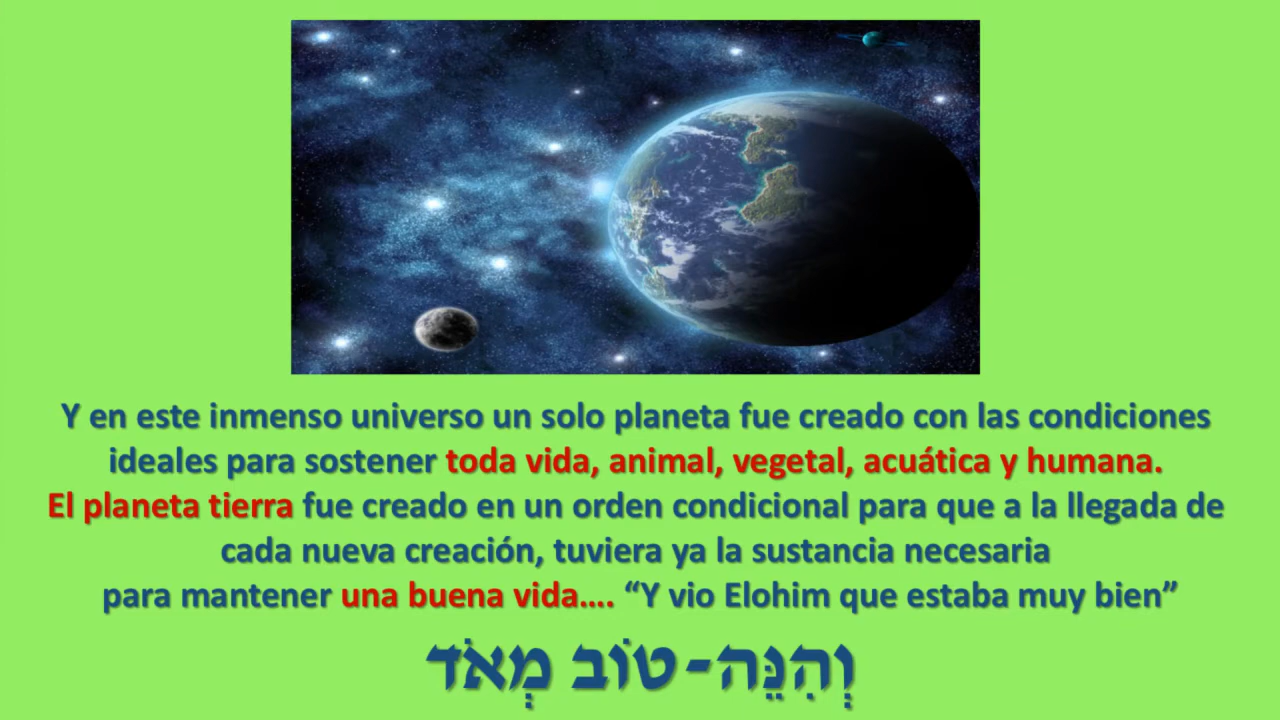 Y en este inmenso universo un solo planeta fue creado con las condiciones
ideales para sostener toda vida, animal, vegetal, acuática y humana.
El planeta tierra fue creado en un orden condicional para que a la llegada de
cada nueva creación, tuviera ya la sustancia necesaria
para mantener una buena vida.... “Y vio Elohim que estaba muy bien”
וְהִנֵּה-טוֹב מְאֹד